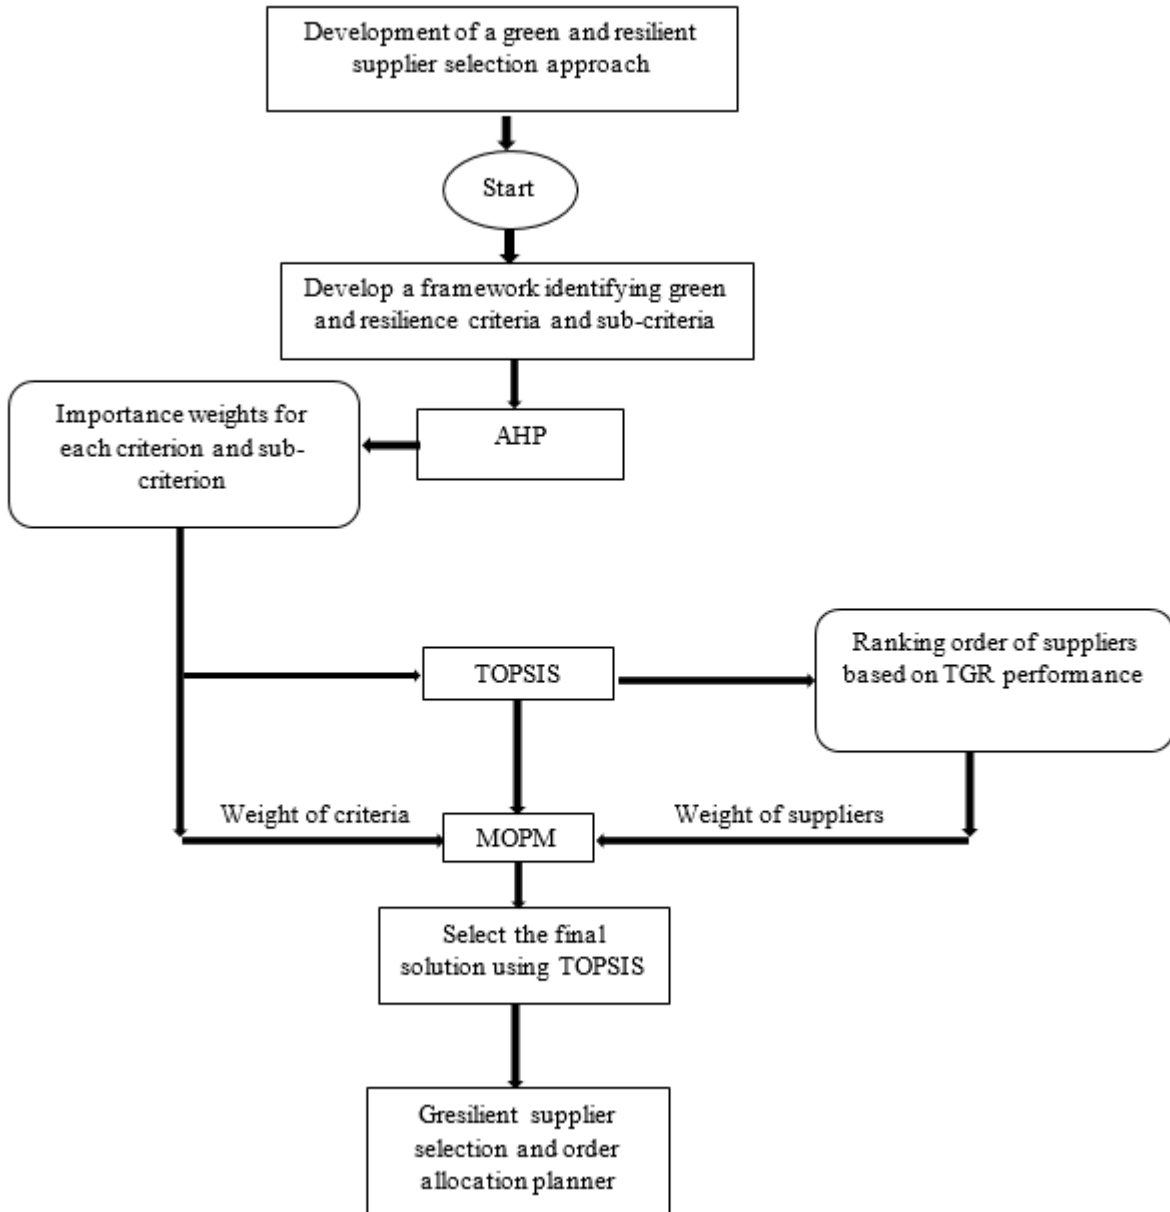 Development of a green and resilient
supplier selection approach
Start
Develop a framework identifying green
and resilience criteria and sub-criteria
Importance weights for
each criterion and sub-
criterion
AHP
TOPSIS
Ranking order of suppliers
based on TGR performance
Weight of criteria
MOPM
Weight of suppliers
Select the final
solution using TOPSIS
Gresilient supplier
selection and order
allocation planner